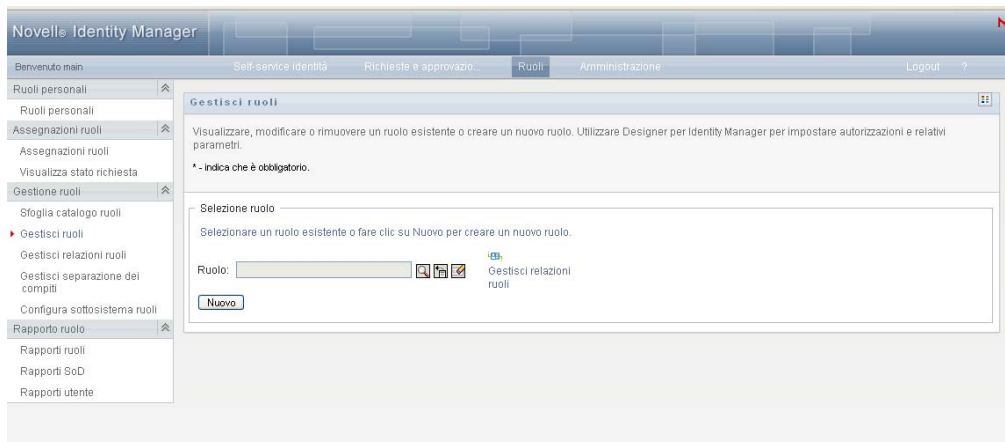 Novell® Identity Manager
N
Benvenuto main
Self-service identità
Richieste e approvazio...
Ruoli
Amministrazione
Logout
?
Ruoli personali
Ruoli personali
Assegnazioni ruoli
Assegnazioni ruoli
Visualizza stato richiesta
Gestione ruoli
Sfoglia catalogo ruoli
Gestisci ruoli
Gestisci relazioni ruoli
Gestisci separazione dei
compiti
Configura sottosistema ruoli
Rapporto ruolo
Rapporti ruoli
Rapporti SoD
Rapporti utente
Gestisci ruoli
Visualizzare, modificare o rimuovere un ruolo esistente o creare un nuovo ruolo. Utilizzare Designer per Identity Manager per impostare autorizzazioni e relativi
parametri.
* - indica che è obbligatorio.
Selezione ruolo
Selezionare un ruolo esistente o fare clic su Nuovo per creare un nuovo ruolo.
Ruolo:
Gestisci relazioni
ruoli
Nuovo